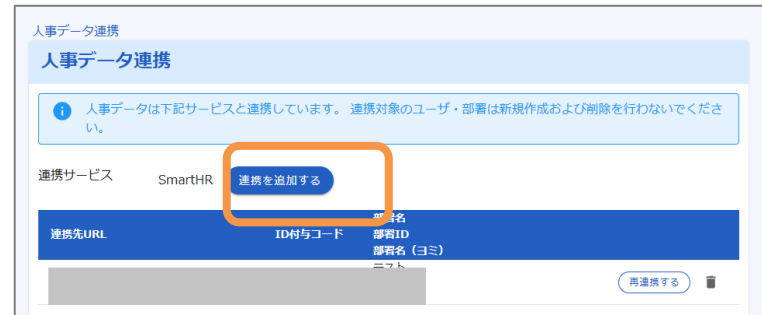 人事データ連携
人事データ連携
人事データは下記サービスと連携しています。 連携対象のユーザ・部署は新規作成および削除を行わないでくださ
い。
連携サービス SmartHR 連携を追加する
部署名
連携先URL ID付与コード 部署ID
部署名（ヨミ）
テスト
再連携する